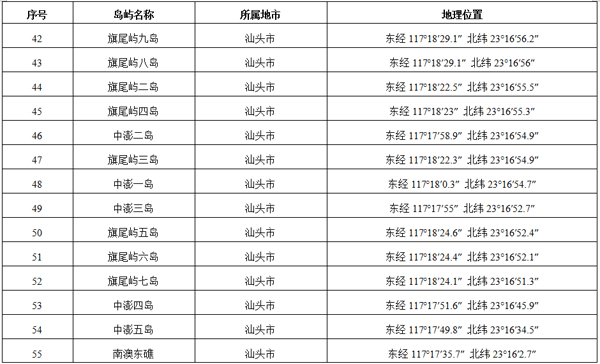 序号 岛屿名称 所属地市 地理位置
42 旗尾屿九岛 汕头市 东经 117°18′29.1″ 北纬 23°16′56.2″
43 旗尾屿八岛 汕头市 东经 117°18′29.1″ 北纬 23°16′56″
44 旗尾屿二岛 汕头市 东经 117°18′22.5″ 北纬 23°16′55.5″
45 旗尾屿四岛 汕头市 东经 117°18′23″ 北纬 23°16′55.3″
46 中澎二岛 汕头市 东经 117°17′58.9″ 北纬 23°16′54.9″
47 旗尾屿三岛 汕头市 东经 117°18′22.3″ 北纬 23°16′54.9″
48 中澎一岛 汕头市 东经 117°18′0.3″ 北纬 23°16′54.7″
49 中澎三岛 汕头市 东经 117°17′55″ 北纬 23°16′52.7″
50 旗尾屿五岛 汕头市 东经 117°18′24.6″ 北纬 23°16′52.4″
51 旗尾屿六岛 汕头市 东经 117°18′24.4″ 北纬 23°16′52.1″
52 旗尾屿七岛 汕头市 东经 117°18′24.1″ 北纬 23°16′51.3″
53 中澎四岛 汕头市 东经 117°17′51.6″ 北纬 23°16′45.9″
54 中澎五岛 汕头市 东经 117°17′49.8″ 北纬 23°16′34.5″
55 南澳东礁 汕头市 东经 117°17′35.7″ 北纬 23°16′2.7″